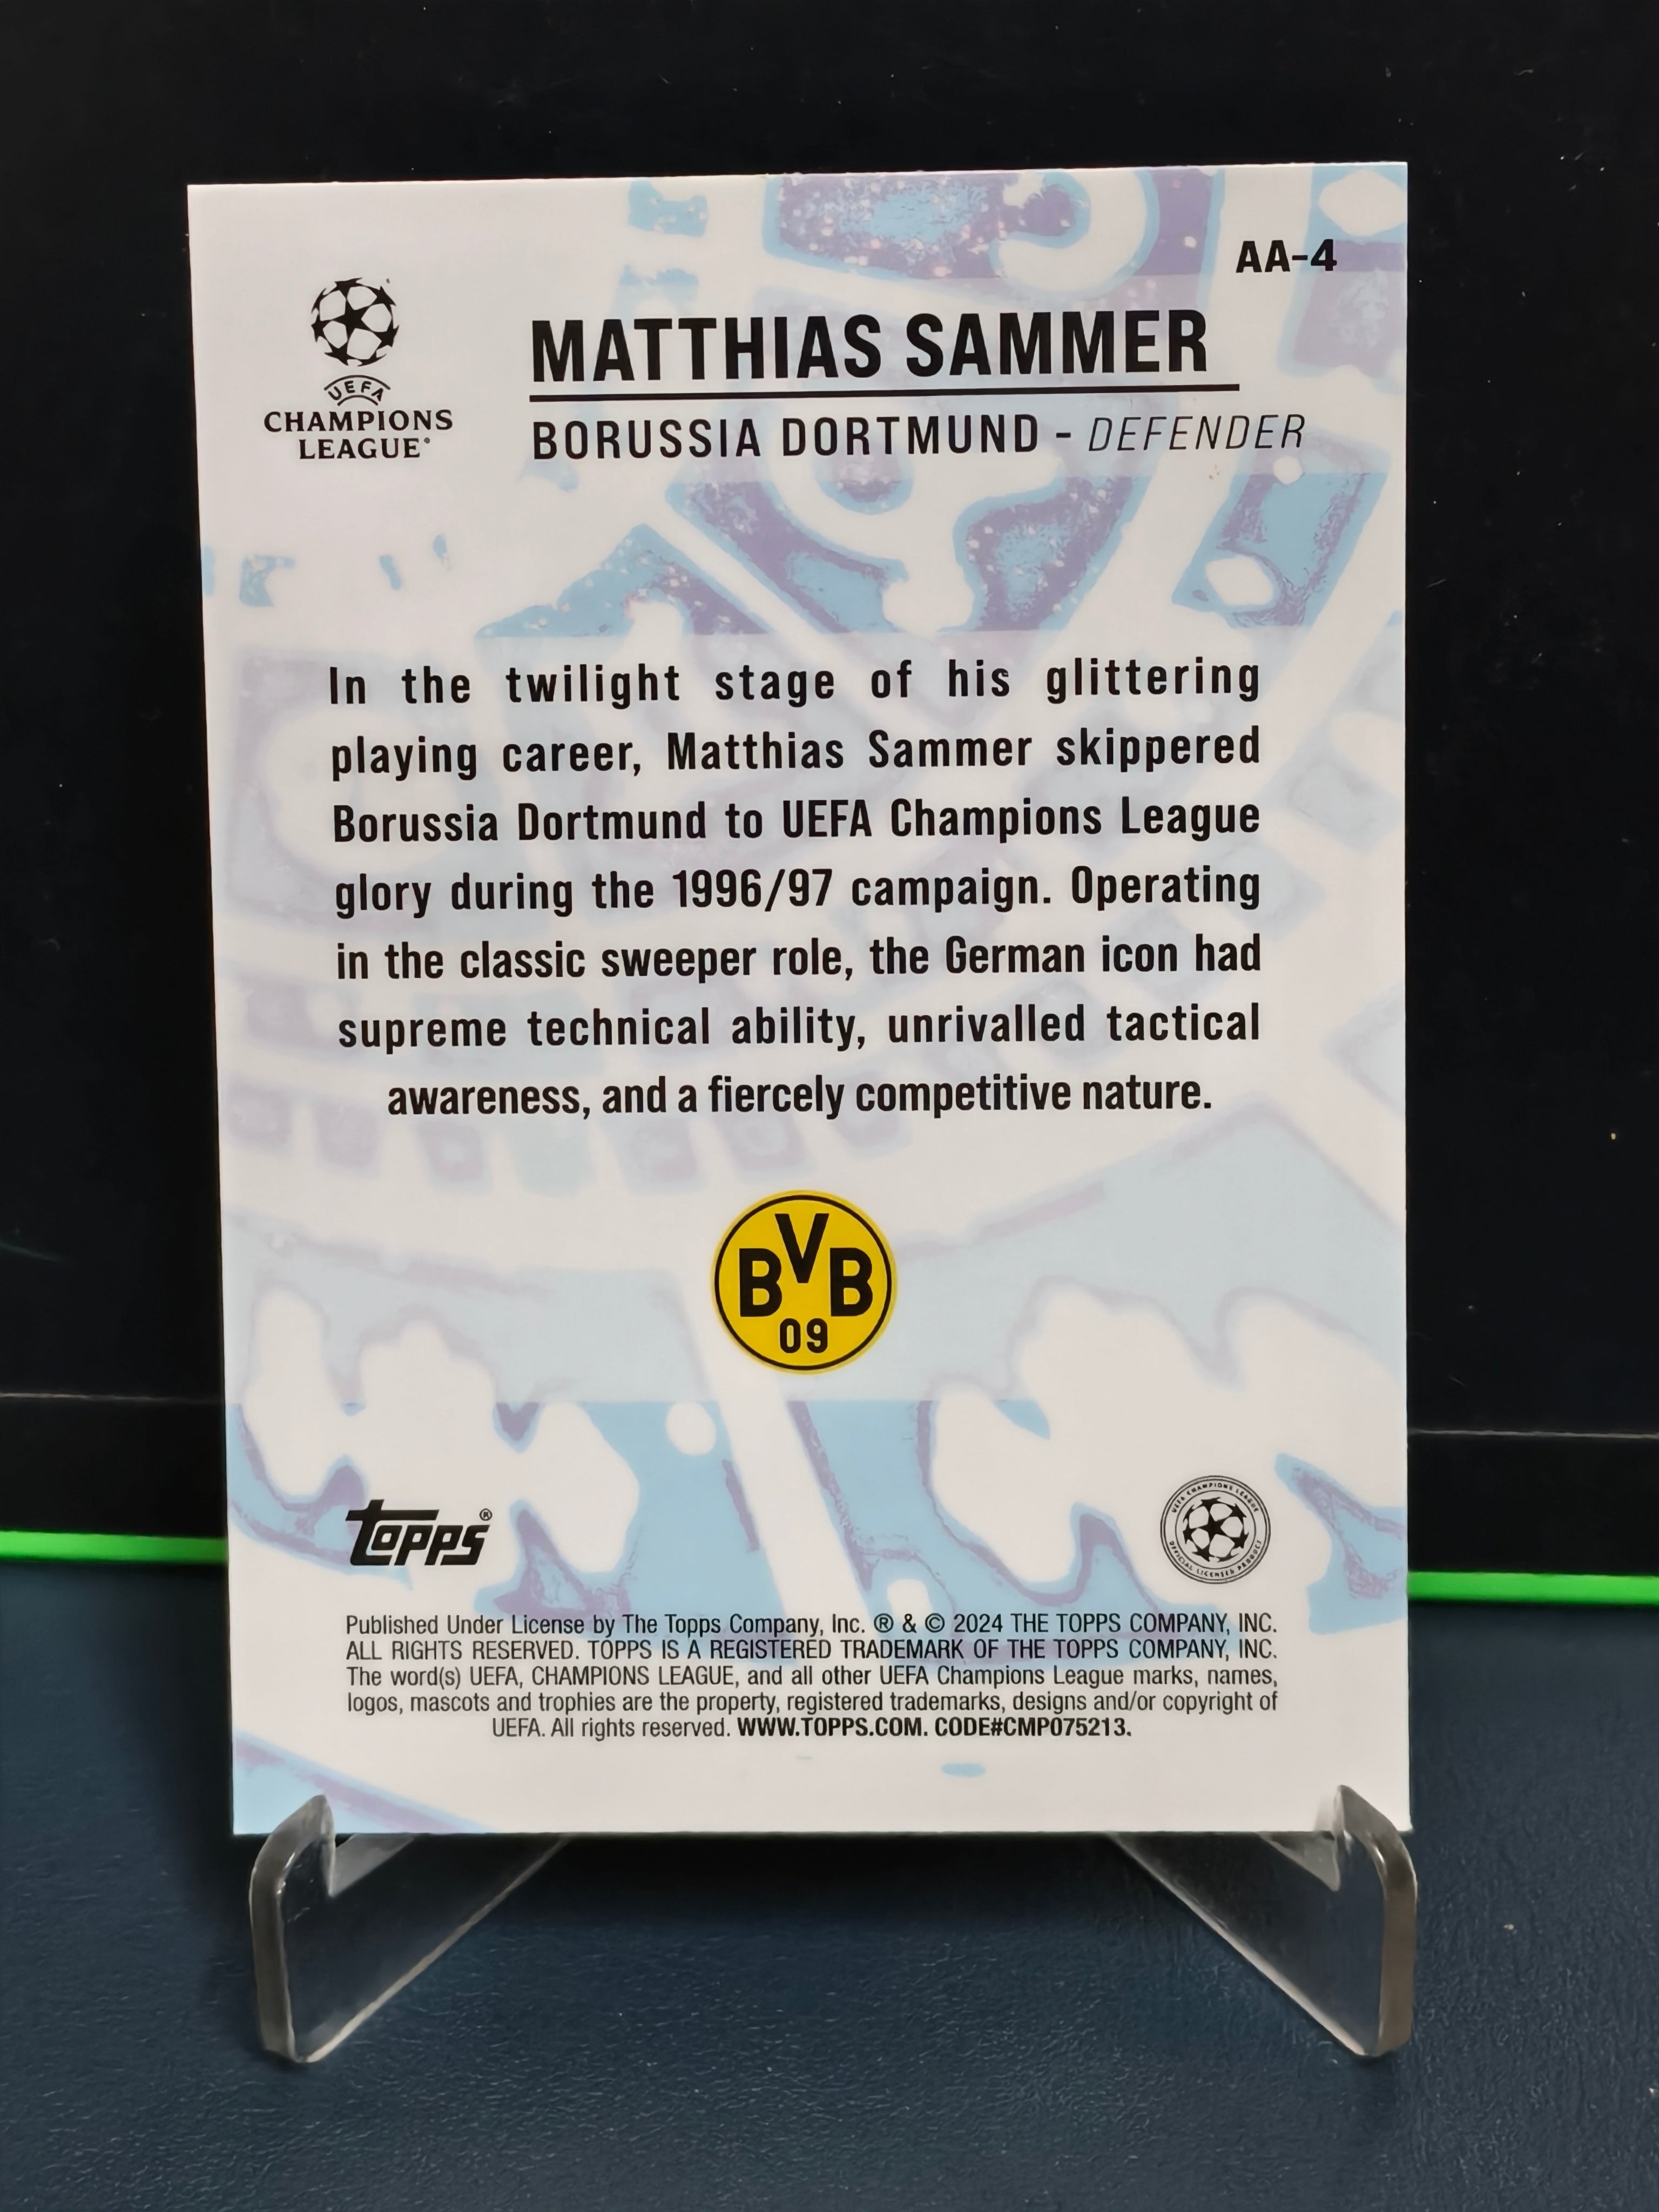 AA-4
UEFA
CHAMPIONS
LEAGUE®
MATTHIAS SAMMER
BORUSSIA DORTMUND - DEFENDER
In the twilight stage of his glittering
playing career, Matthias Sammer skippered
Borussia Dortmund to UEFA Champions League
glory during the 1996/97 campaign. Operating
in the classic sweeper role, the German icon had
supreme technical ability, unrivalled tactical
awareness, and a fiercely competitive nature.
BVB
09
topps®
UEFA CHAMPIONS LEAGUE
OFFICIAL LICENSED PRODUCT
Published Under License by The Topps Company, Inc. ® & © 2024 THE TOPPS COMPANY, INC.
ALL RIGHTS RESERVED. TOPPS IS A REGISTERED TRADEMARK OF THE TOPPS COMPANY, INC.
The word(s) UEFA, CHAMPIONS LEAGUE, and all other UEFA Champions League marks, names,
logos, mascots and trophies are the property, registered trademarks, designs and/or copyright of
UEFA. All rights reserved. WWW.TOPPS.COM. CODE#CMP075213.